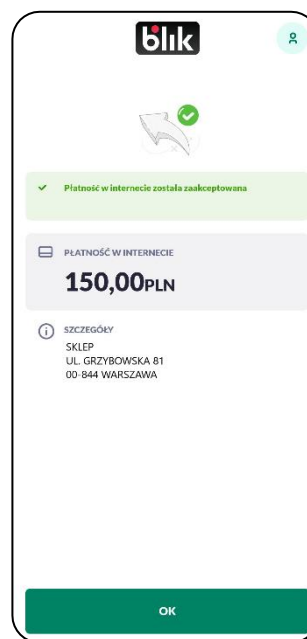 blik
Płatność w internecie została zaakceptowana
PŁATNOŚĆ W INTERNECIE
150,00PLN
SZCZEGÓŁY
SKLEP
UL. GRZYBOWSKA 81
00-844 WARSZAWA
OK